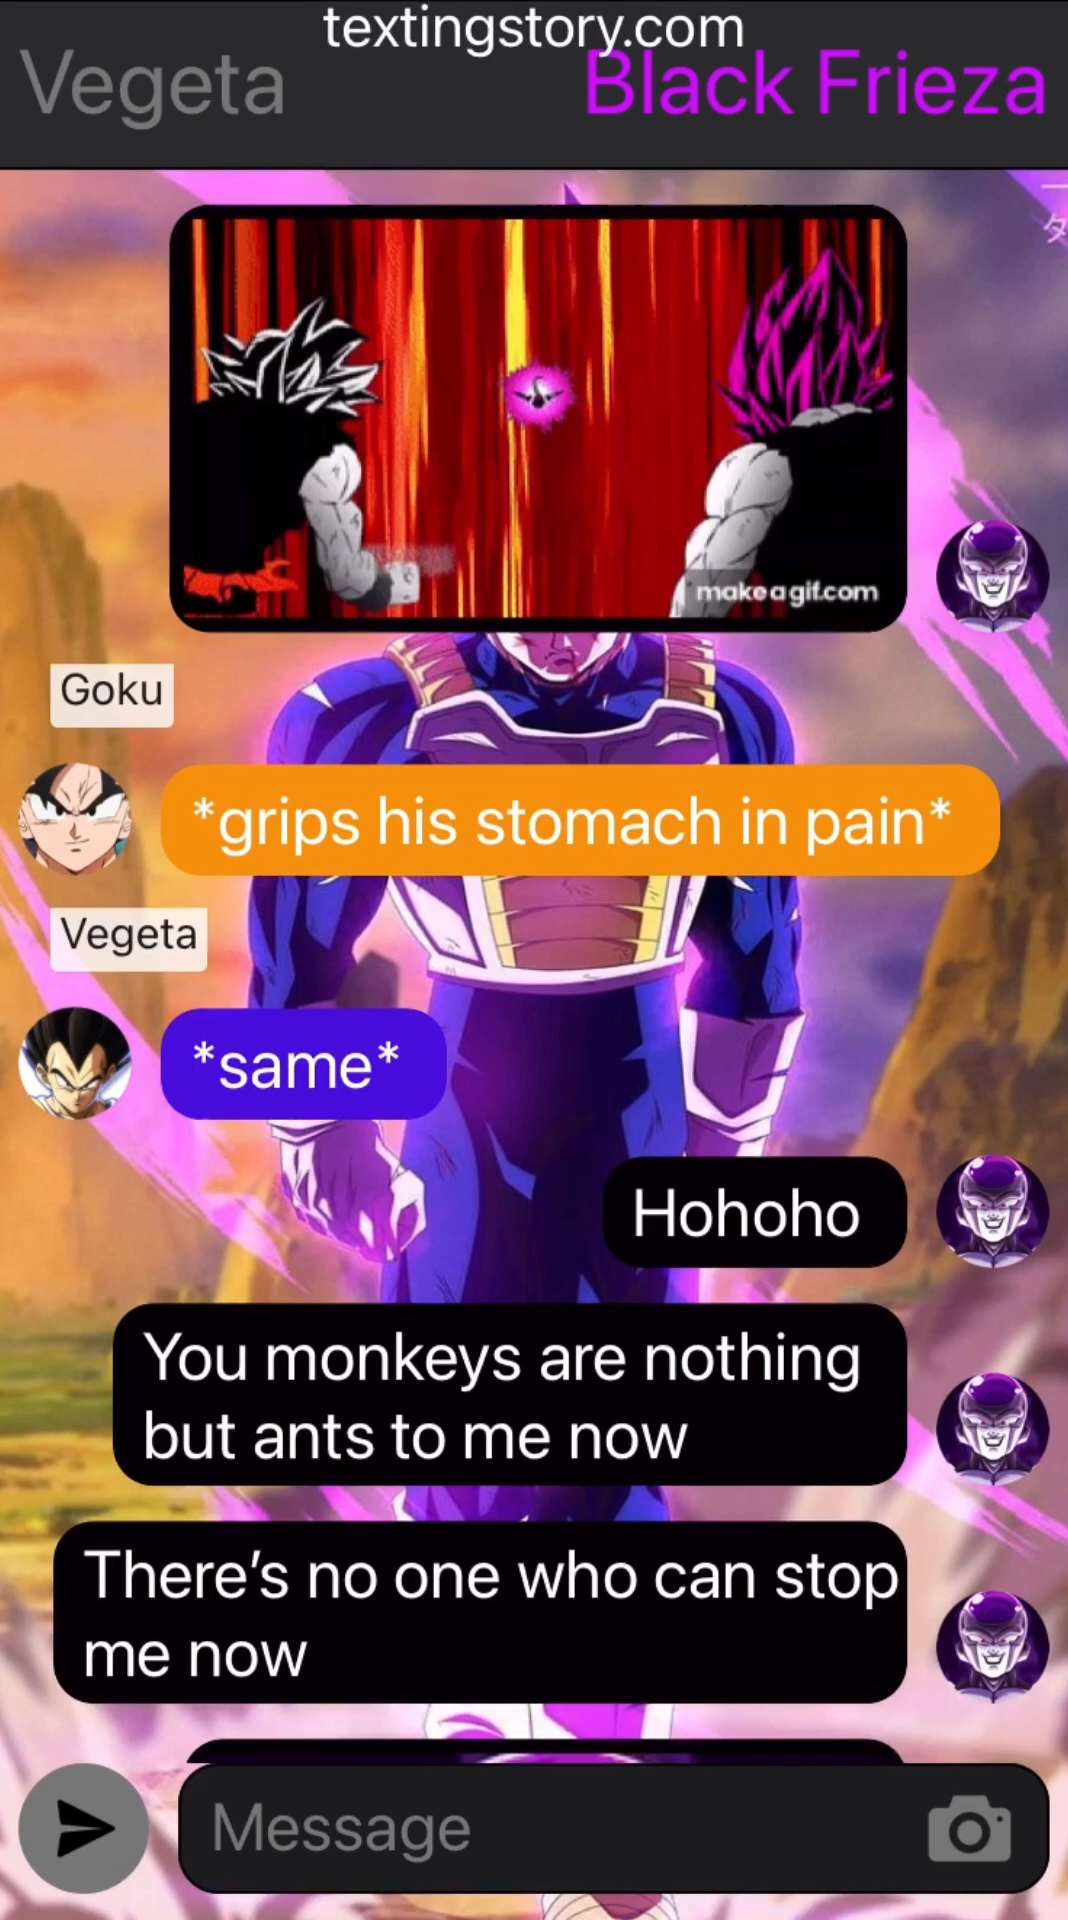 textingstory.com
Vegeta
Black Frieza
makeagif.com
Goku
*grips his stomach in pain*
Vegeta
*same*
Hohoho
You monkeys are nothing
but ants to me now
There's no one who can stop
me now
Message